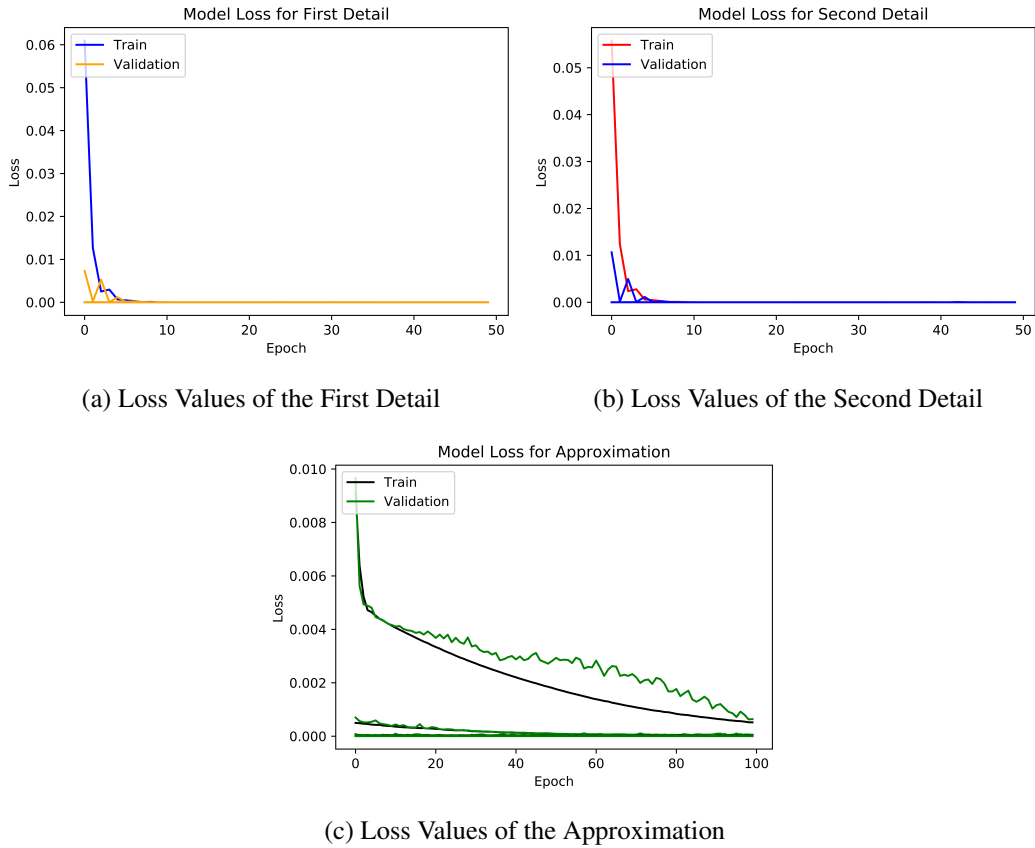 Model Loss for First Detail
Train
Validation
0.06
0.05
0.04
0.03
0.02
0.01
0.00
Loss
0 10 20 30 40 50
Epoch
(a) Loss Values of the First Detail
Model Loss for Second Detail
Train
Validation
0.05
0.04
0.03
0.02
0.01
0.00
Loss
0 10 20 30 40 50
Epoch
(b) Loss Values of the Second Detail
Model Loss for Approximation
Train
Validation
0.010
0.008
0.006
0.004
0.002
0.000
Loss
0 20 40 60 80 100
Epoch
(c) Loss Values of the Approximation